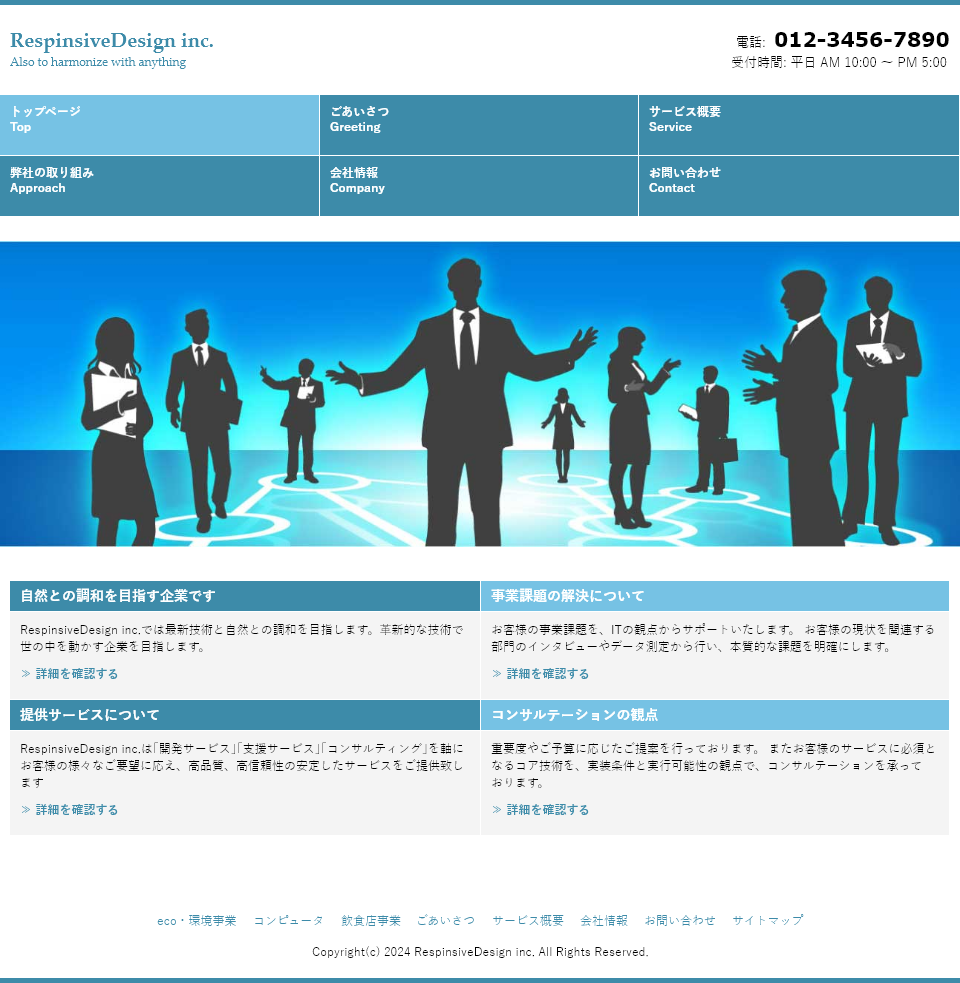 RespinsiveDesign inc.
Also to harmonize with anything
電話: 012-3456-7890
受付時間: 平日 AM 10:00 ～ PM 5:00
トップページ
Top
ごあいさつ
Greeting
サービス概要
Service
弊社の取り組み
Approach
会社情報
Company
お問い合わせ
Contact
自然との調和を目指す企業です
RespinsiveDesign inc.では最新技術と自然との調和を目指します。革新的な技術で
世の中を動かす企業を目指します。
≫ 詳細を確認する
事業課題の解決について
お客様の事業課題を、ITの観点からサポートいたします。 お客様の現状を関連する
部門のインタビューやデータ測定から行い、本質的な課題を明確にします。
≫ 詳細を確認する
提供サービスについて
RespinsiveDesign inc.は「開発サービス」「支援サービス」「コンサルティング」を軸に
お客様の様々なご要望に応え、高品質、高信頼性の安定したサービスをご提供致し
ます
≫ 詳細を確認する
コンサルテーションの観点
重要度やご予算に応じたご提案を行っております。 またお客様のサービスに必須と
なるコア技術を、実装条件と実行可能性の観点で、コンサルテーションを承って
おります。
≫ 詳細を確認する
eco・環境事業 コンピュータ 飲食店事業 ごあいさつ サービス概要 会社情報 お問い合わせ サイトマップ
Copyright(c) 2024 RespinsiveDesign inc. All Rights Reserved.